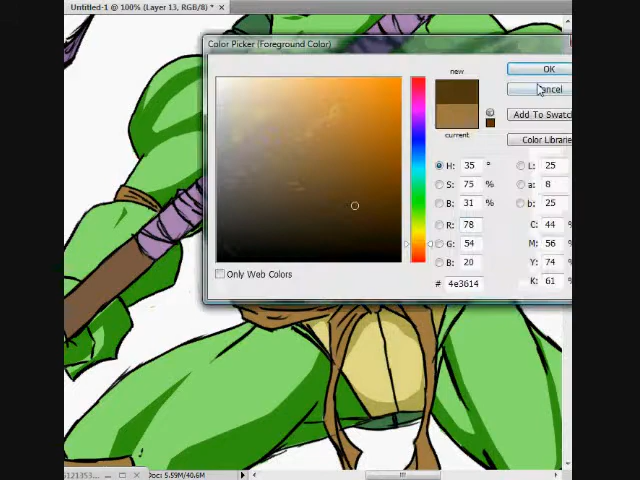 Untitled-1 @ 100% (Layer 13, RGB/8) * ×
Color Picker (Foreground Color)
new
current
OK
Cancel
Add To Swatc
Color Librarie
H: 35 °
S: 75 %
B: 31 %
R: 78
G: 54
B: 20
# 4e3614
L: 25
a: 8
b: 25
C: 44 %
M: 56 %
Y: 74 %
K: 61 %
Only Web Colors
121353...
Doc: 5.59M/40.6M